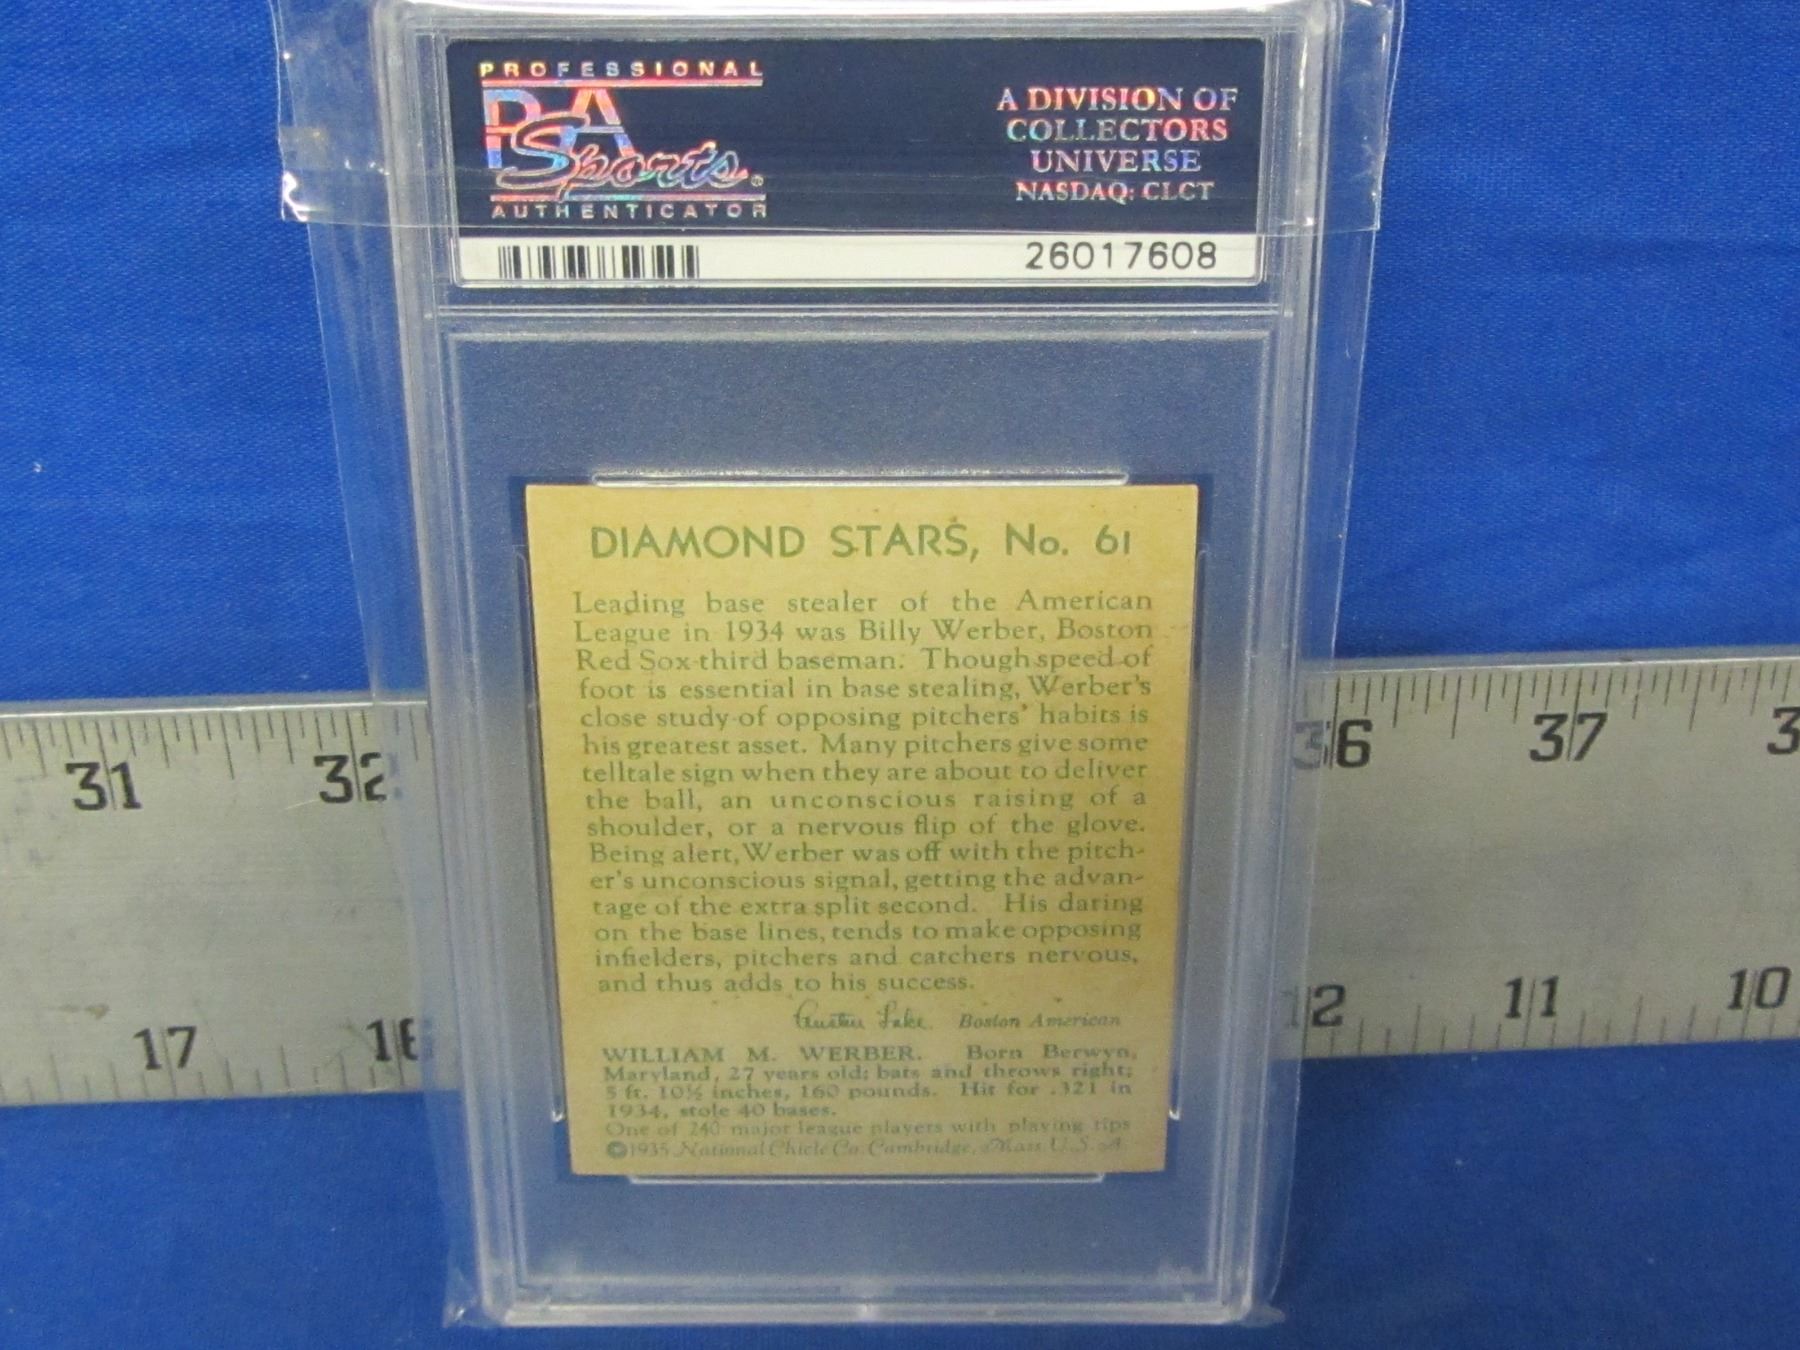 PROFESSIONAL
PSA
Sports®
AUTHENTICATOR
A DIVISION OF
COLLECTORS
UNIVERSE
NASDAQ: CLCT
26017608
DIAMOND STARS, No. 61
Leading base stealer of the American
League in 1934 was Billy Werber, Boston
Red Sox third baseman. Though speed of
foot is essential in base stealing, Werber's
close study of opposing pitchers' habits is
his greatest asset. Many pitchers give some
telltale sign when they are about to deliver
the ball, an unconscious raising of a
shoulder, or a nervous flip of the glove.
Being alert, Werber was off with the pitch-
er's unconscious signal, getting the advan-
tage of the extra split second. His daring
on the base lines, tends to make opposing
infielders, pitchers and catchers nervous,
and thus adds to his success.
Austen Lake. Boston American
WILLIAM M. WERBER. Born Berwyn,
Maryland, 27 years old; bats and throws right;
5 ft. 10½ inches, 160 pounds. Hit for .321 in
1934, stole 40 bases.
One of 240 major league players with playing tips
©1935 National Chicle Co. Cambridge, Mass. U.S.A.
31 32 36 37 3
17 16 12 11 10